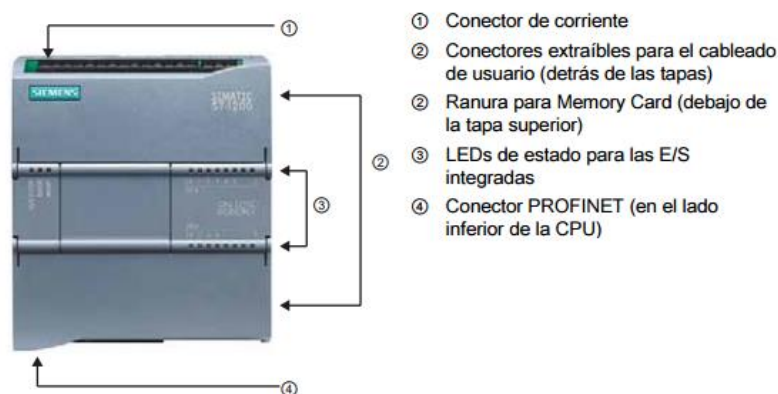 ①
① Conector de corriente
② Conectores extraíbles para el cableado
de usuario (detrás de las tapas)
② Ranura para Memory Card (debajo de
la tapa superior)
③ LEDs de estado para las E/S
integradas
④ Conector PROFINET (en el lado
inferior de la CPU)
SIEMENS
SIMATIC
S7-1200
②
③
④